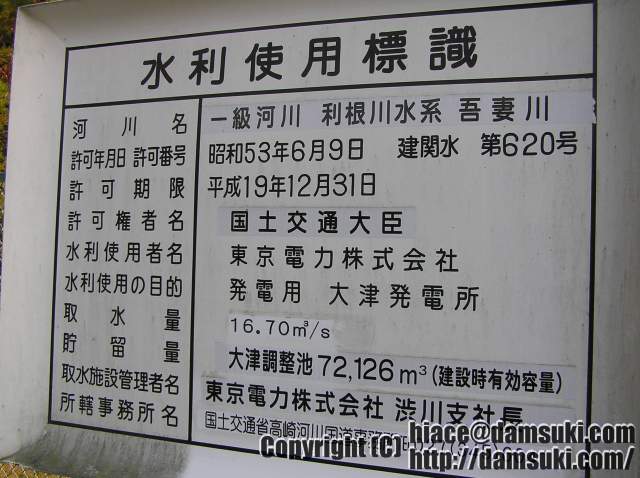 水利使用標識
河川名 一級河川 利根川水系 吾妻川
許可年月日 許可番号 昭和53年6月9日 建関水 第620号
許可期限 平成19年12月31日
許可権者名 国土交通大臣
水利使用者名 東京電力株式会社
水利使用の目的 発電用 大津発電所
取水量 16.70m³/s
貯留量 大津調整池 72,126m³(建設時有効容量)
取水施設管理者名 東京電力株式会社 渋川支社長
所轄事務所名 国土交通省高崎河川国道事務所
Copyright (C) hiace@damsuki.com
http://damsuki.com/